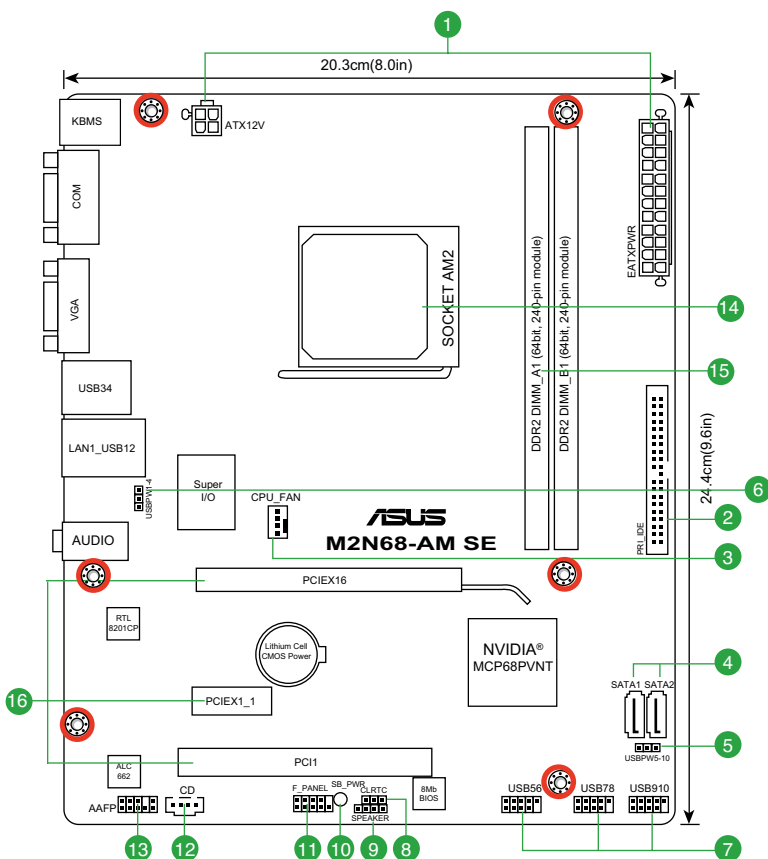 1
20.3cm(8.0in)
KBMS
ATX12V
COM
EATXPWR
SOCKET AM2
DDR2 DIMM_A1 (64bit, 240-pin module)
DDR2 DIMM_B1 (64bit, 240-pin module)
VGA
14
15
USB34
24.4cm(9.6in)
LAN1_USB12
USBPW1-4
Super
I/O
CPU_FAN
6
PRI_IDE
2
ASUS
M2N68-AM SE
AUDIO
3
PCIEX16
RTL
8201CP
Lithium Cell
CMOS Power
NVIDIA®
MCP68PVNT
4
SATA1 SATA2
16
PCIEX1_1
USBPW5-10
5
PCI1
ALC
662
8Mb
BIOS
AAFP
CD
F_PANEL
SB_PWR
CLRTC
SPEAKER
USB56
USB78
USB910
13
12
11
10
9
8
7